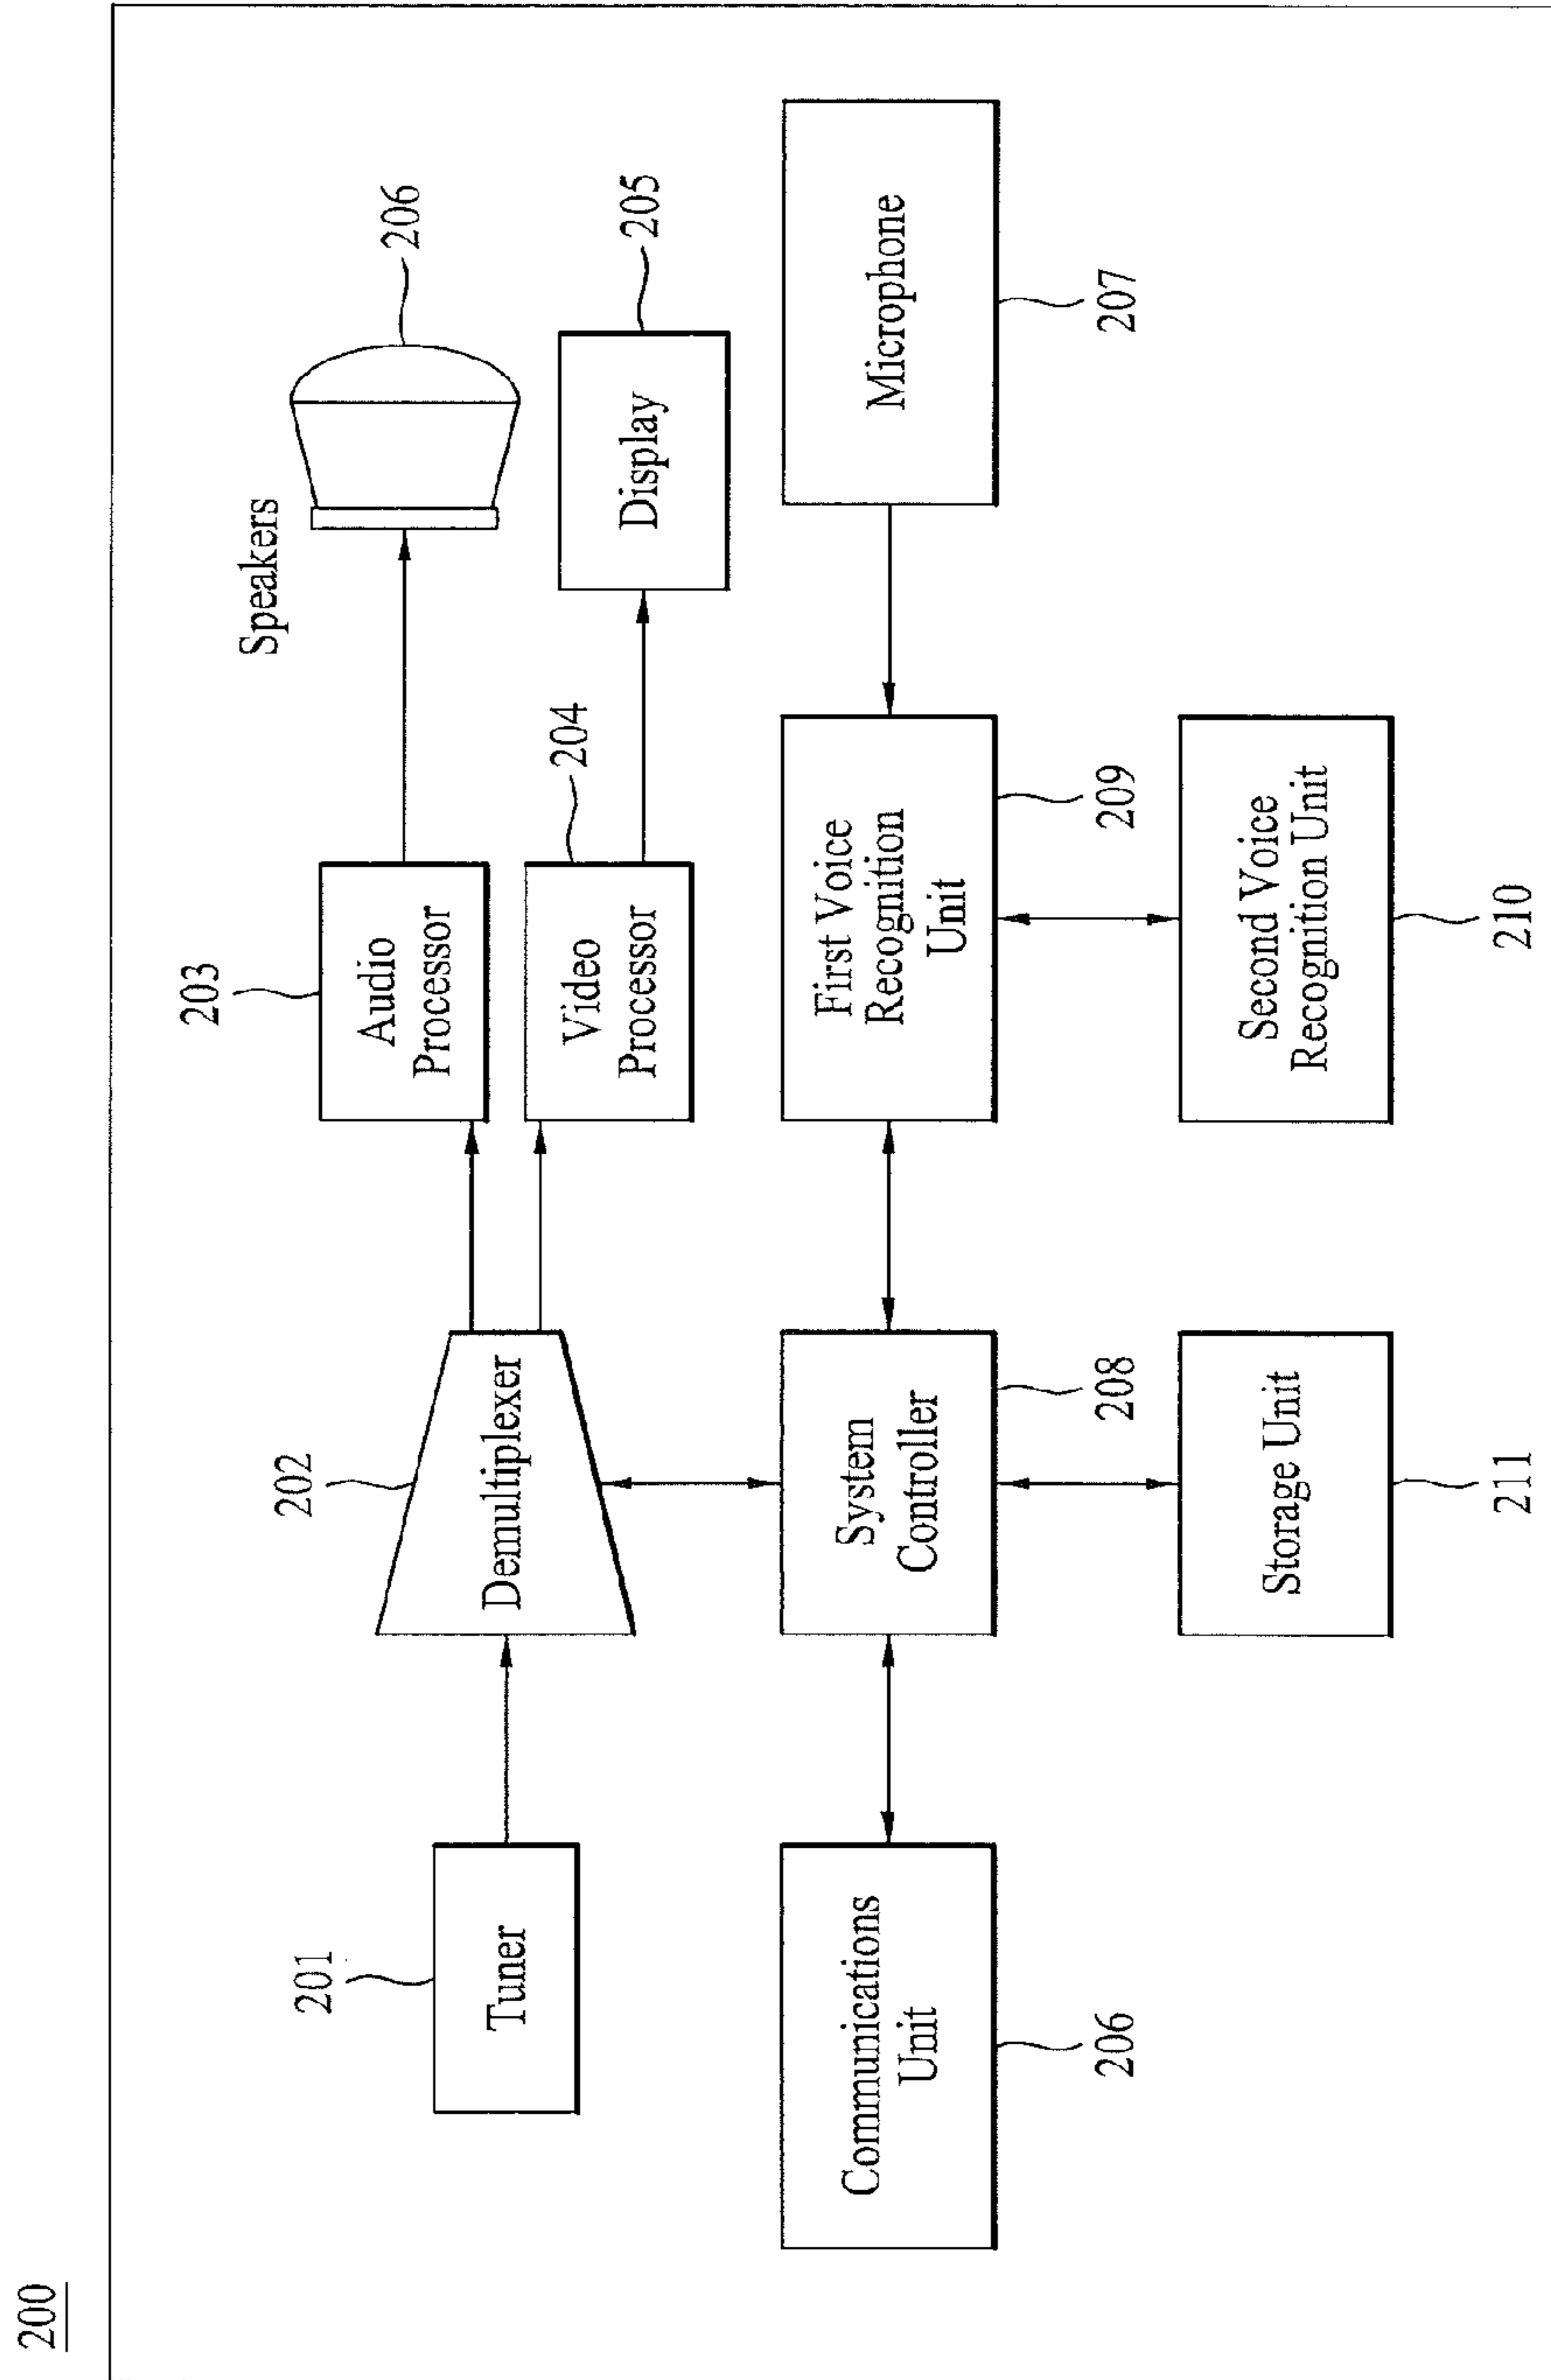 200
Speakers
206
203
Audio
Processor
202
Demultiplexer
201
Tuner
204
Video
Processor
Display
205
Communications
Unit
206
System
Controller
208
First Voice
Recognition
Unit
209
Microphone
207
Storage Unit
211
Second Voice
Recognition Unit
210